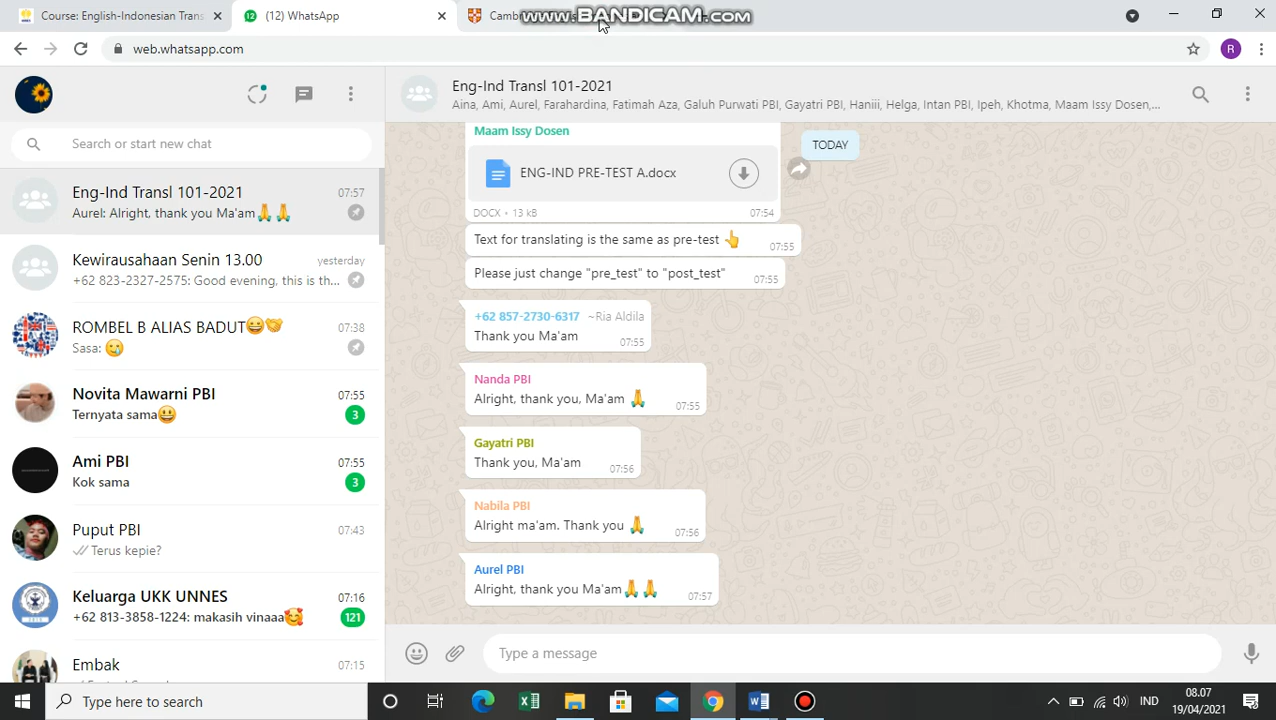 Course: English-Indonesian Trans
(12) WhatsApp
Camb
www.BANDICAM.com
web.whatsapp.com
R
Search or start new chat
Eng-Ind Transl 101-2021
07:57
Aurel: Alright, thank you Ma'am🙏🙏
Kewirausahaan Senin 13.00
yesterday
+62 823-2327-2575: Good evening, this is th...
ROMBEL B ALIAS BADUT😀🤝
07:38
Sasa: 🥲
Novita Mawarni PBI
07:55
Ternyata sama😃
3
Ami PBI
07:55
Kok sama
3
Puput PBI
07:43
Terus kepie?
Keluarga UKK UNNES
07:16
+62 813-3858-1224: makasih vinaaa🥰
121
Embak
07:15
Eng-Ind Transl 101-2021
Aina, Ami, Aurel, Farahardina, Fatimah Aza, Galuh Purwati PBI, Gayatri PBI, Haniii, Helga, Intan PBI, Ipeh, Khotma, Maam Issy Dosen,...
TODAY
Maam Issy Dosen
ENG-IND PRE-TEST A.docx
DOCX • 13 kB
07:54
Text for translating is the same as pre-test 👆
07:55
Please just change "pre_test" to "post_test"
07:55
+62 857-2730-6317 ~Ria Aldila
Thank you Ma'am
07:55
Nanda PBI
Alright, thank you, Ma'am 🙏
07:55
Gayatri PBI
Thank you, Ma'am
07:56
Nabila PBI
Alright ma'am. Thank you 🙏
07:56
Aurel PBI
Alright, thank you Ma'am🙏🙏
07:57
Type a message
Type here to search
IND
08.07
19/04/2021